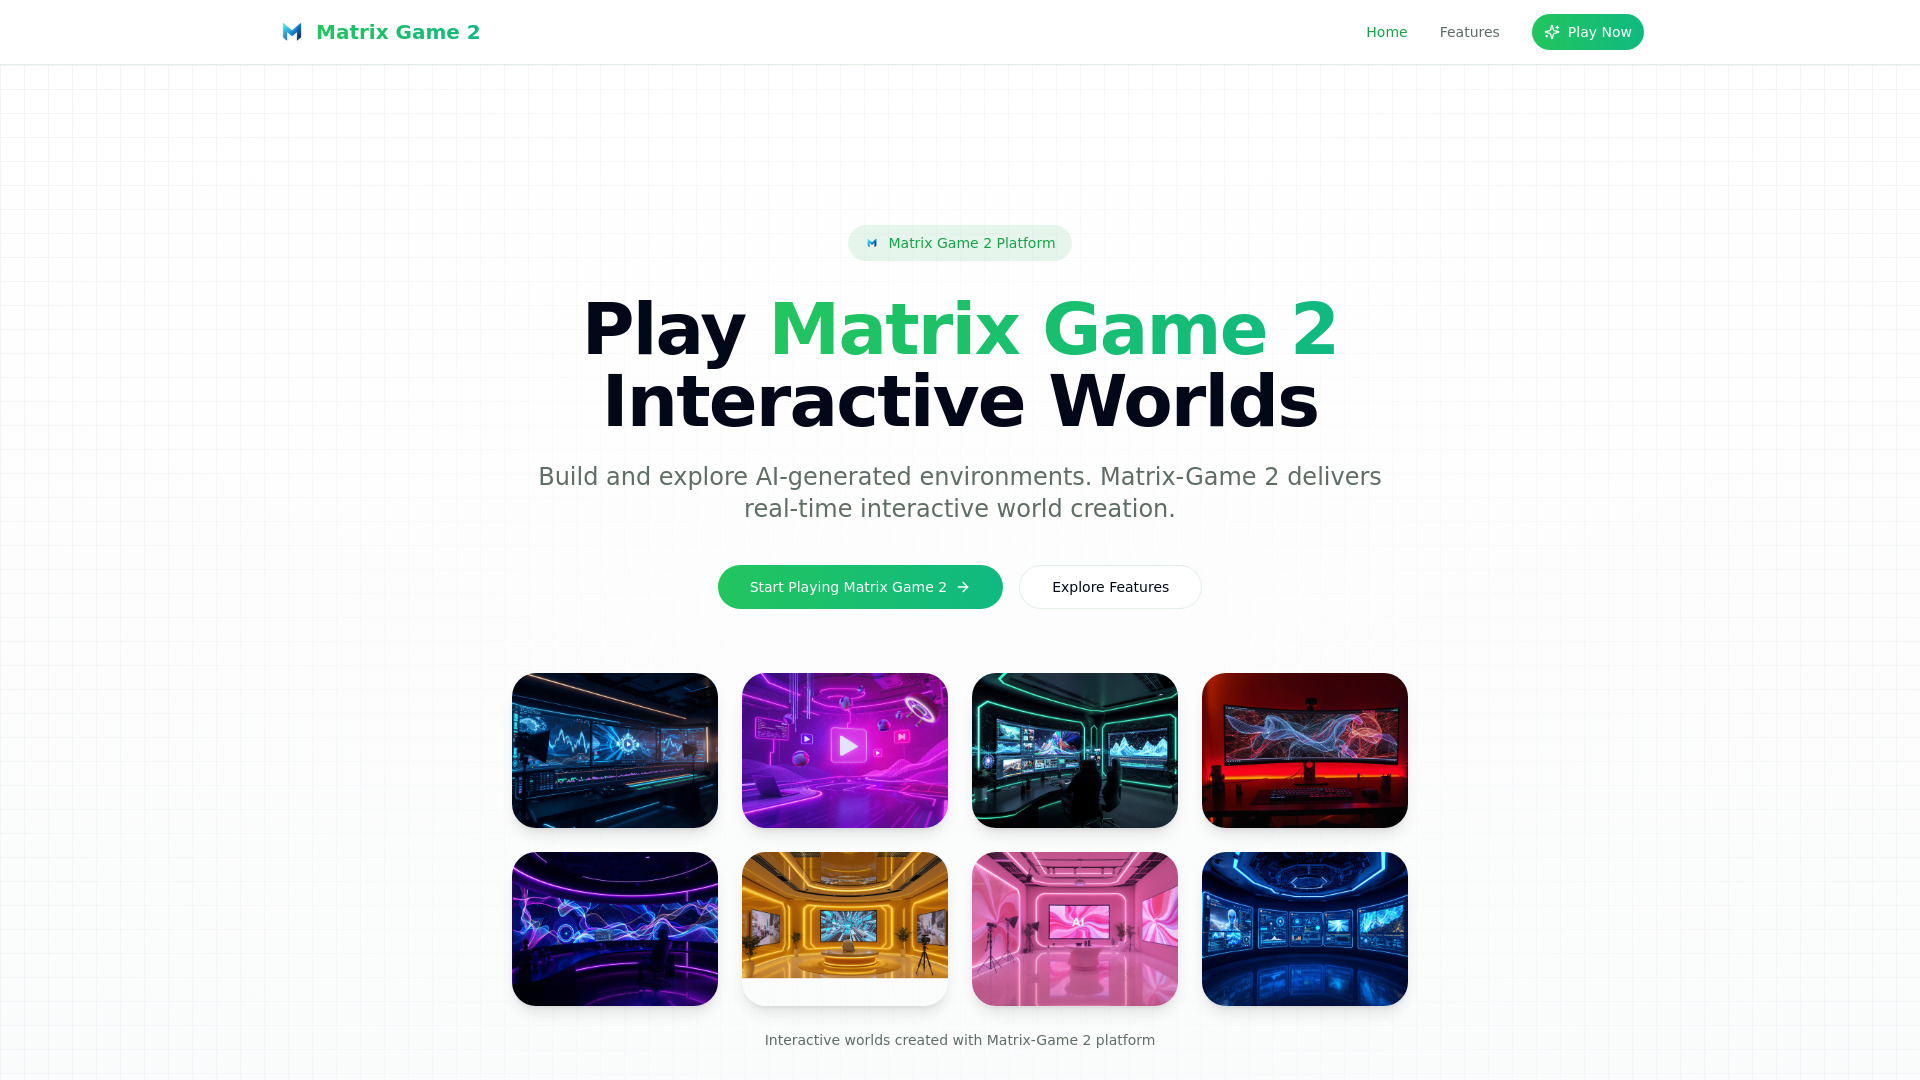 Matrix Game 2
Home
Features
Play Now
Matrix Game 2 Platform
Play Matrix Game 2
Interactive Worlds
Build and explore AI-generated environments. Matrix-Game 2 delivers
real-time interactive world creation.
Start Playing Matrix Game 2
Explore Features
AI
Interactive worlds created with Matrix-Game 2 platform